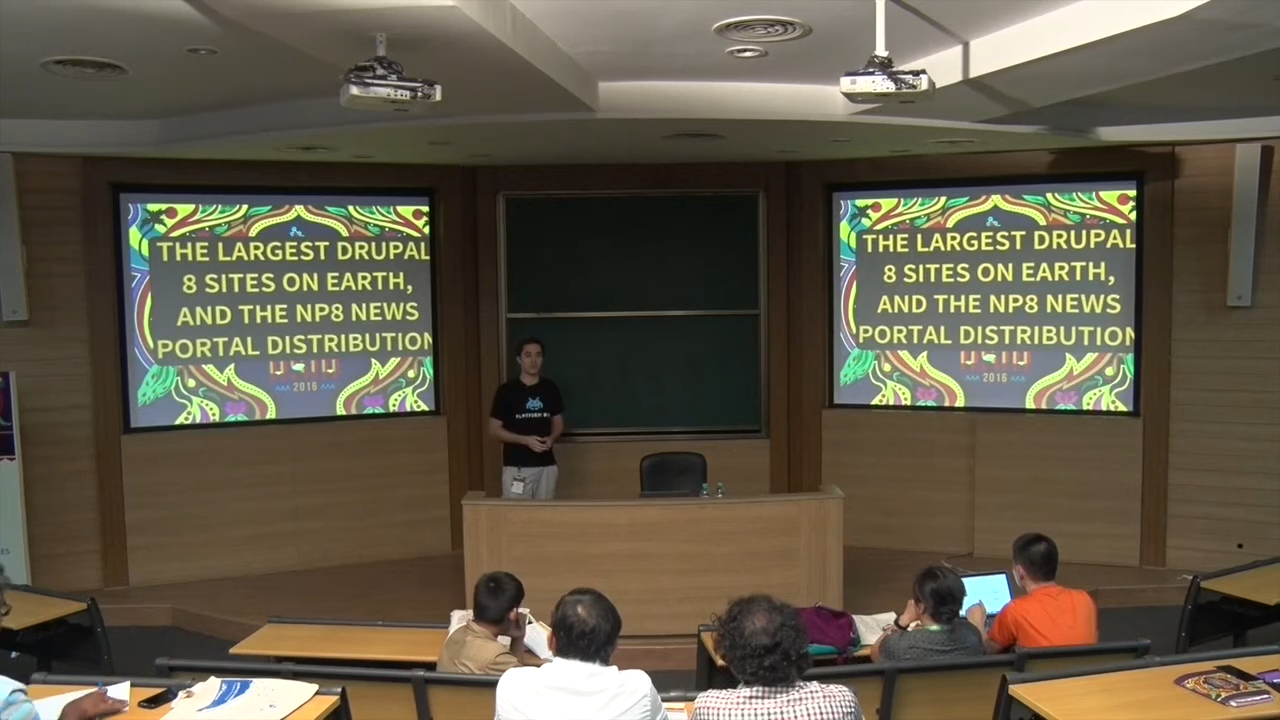 THE LARGEST DRUPAL
8 SITES ON EARTH,
AND THE NP8 NEWS
PORTAL DISTRIBUTION
2016
THE LARGEST DRUPAL
8 SITES ON EARTH,
AND THE NP8 NEWS
PORTAL DISTRIBUTION
2016